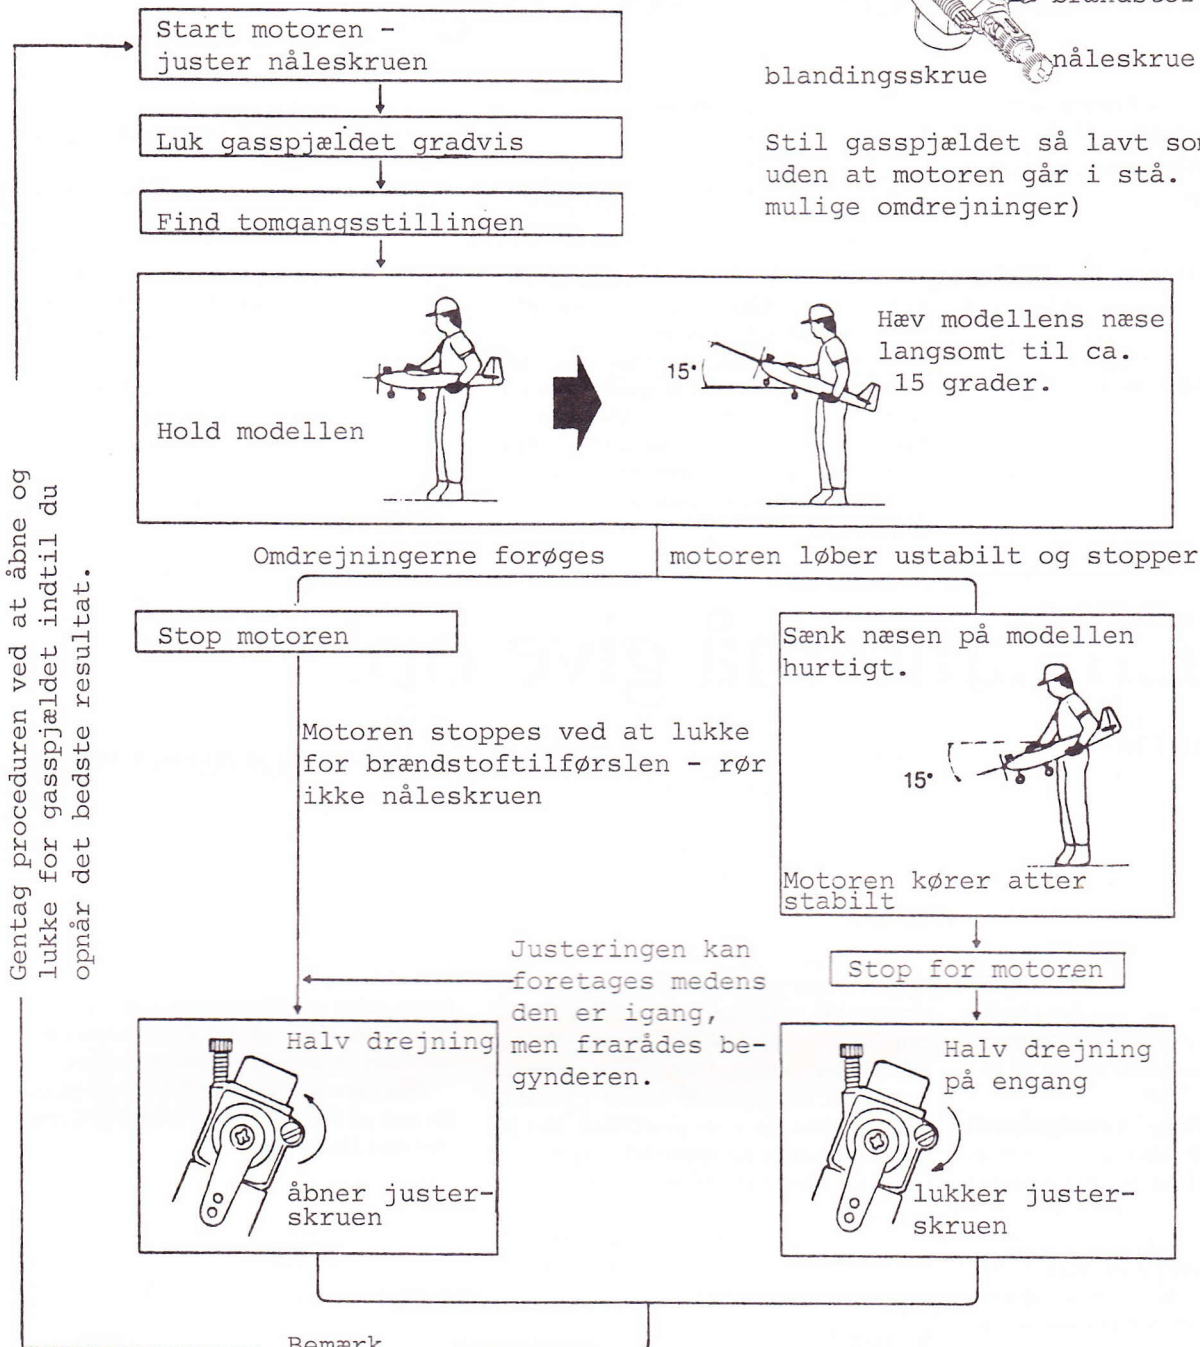 Start motoren -
juster nåleskruen
Luk gasspjældet gradvis
Find tomgangsstillingen
blandingsskrue
nåleskrue
Stil gasspjældet så lavt
uden at motoren går i stå.
mulige omdrejninger)
Hold modellen
15°
Hæv modellens næse
langsomt til ca.
15 grader.
Omdrejningerne forøges
motoren løber ustabilt og stopper
Stop motoren
Motoren stoppes ved at lukke
for brændstoftilførslen - rør
ikke nåleskruen
Sænk næsen på modellen
hurtigt.
15°
Motoren kører atter
stabilt
Stop for motoren
Justeringen kan
foretages medens
den er igang,
men frarådes be-
gynderen.
Halv drejning
åbner juster-
skruen
Halv drejning
på engang
lukker juster-
skruen
Gentag proceduren ved at åbne og
lukke for gasspjældet indtil du
opnår det bedste resultat.
Bemærk